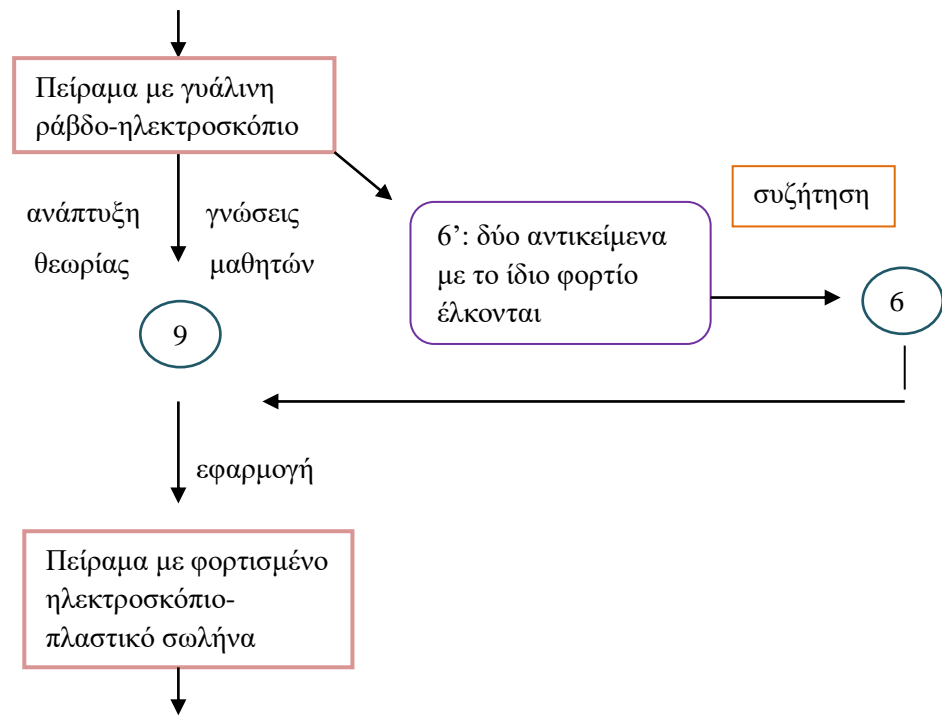 Πείραμα με γυάλινη
ράβδο-ηλεκτροσκόπιο
ανάπτυξη
θεωρίας
γνώσεις
μαθητών
συζήτηση
6’: δύο αντικείμενα
με το ίδιο φορτίο
έλκονται
6
9
εφαρμογή
Πείραμα με φορτισμένο
ηλεκτροσκόπιο-
πλαστικό σωλήνα